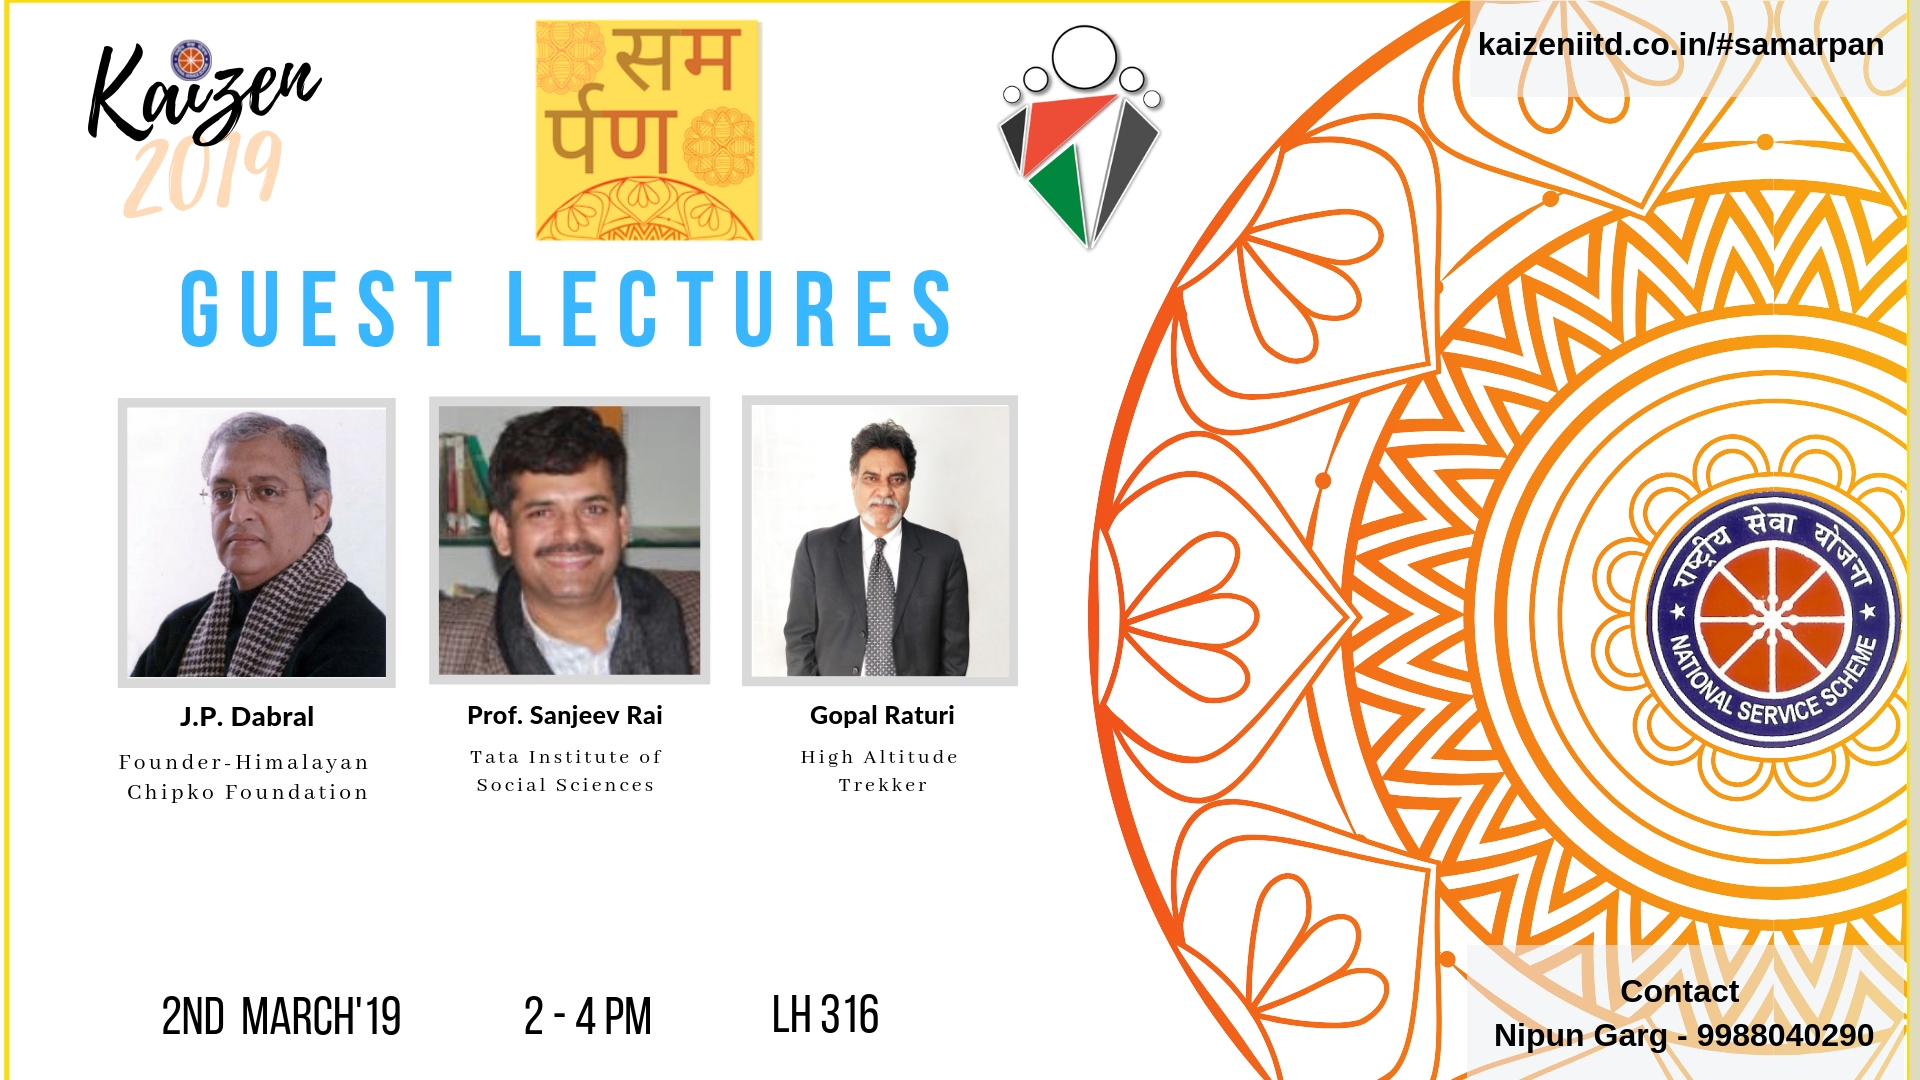 Kaizen
2019
सम
र्पण
kaizeniitd.co.in/#samarpan
GUEST LECTURES
J.P. Dabral
Founder-Himalayan
Chipko Foundation
Prof. Sanjeev Rai
Tata Institute of
Social Sciences
Gopal Raturi
High Altitude
Trekker
राष्ट्रीय सेवा योजना
NATIONAL SERVICE SCHEME
2ND MARCH'19
2 - 4 PM
LH 316
Contact
Nipun Garg - 9988040290